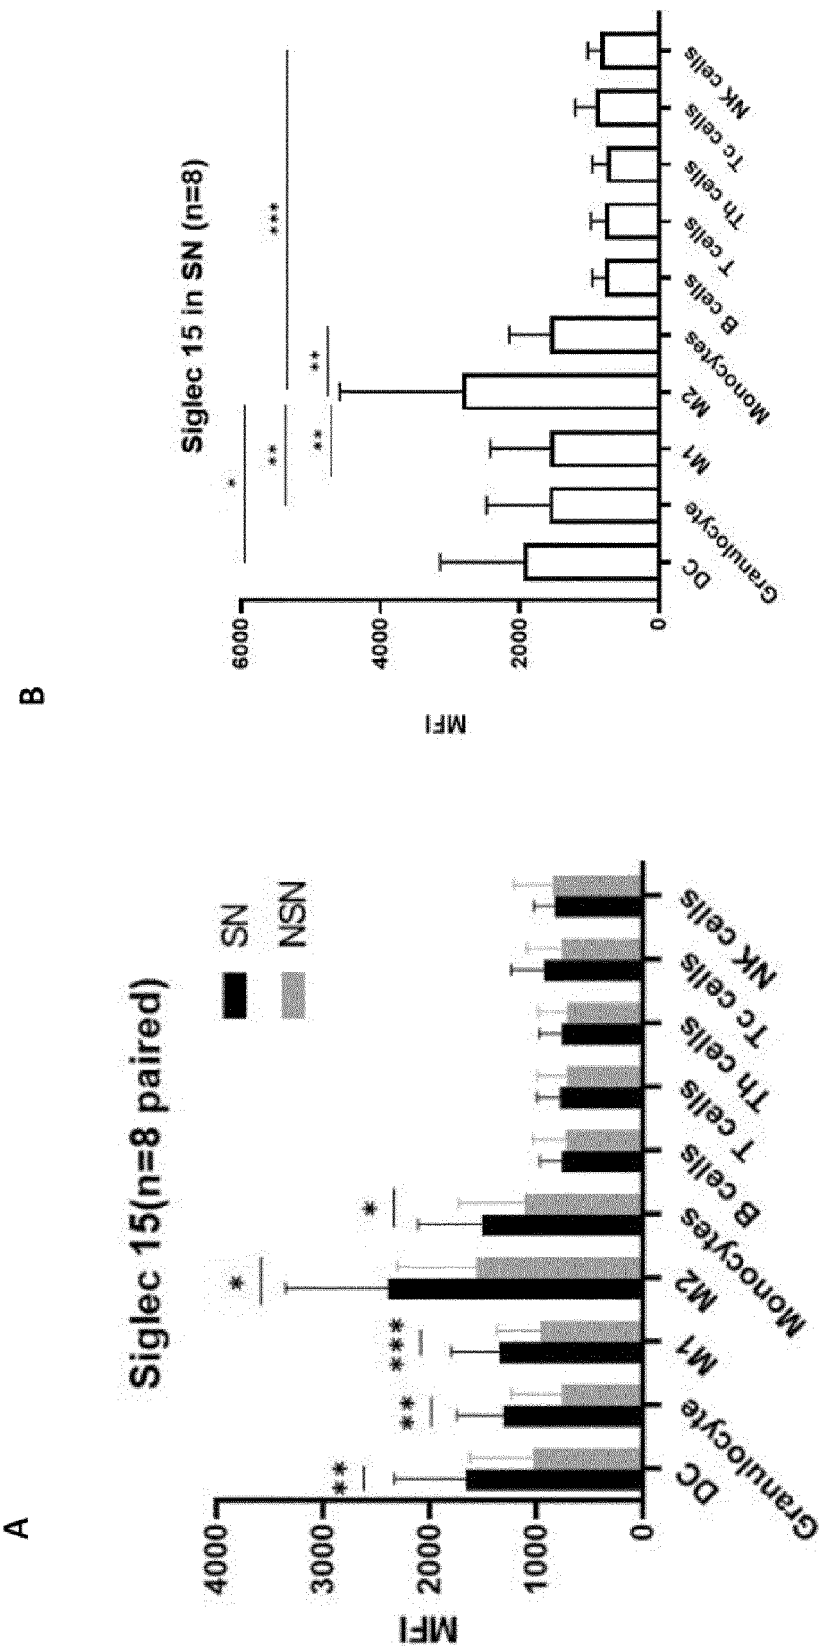 A
Siglec 15(n=8 paired)
SN
NSN
MFI
4000
3000
2000
1000
0
**
**
***
*
*
DC
Granulocyte
M1
M2
Monocytes
B cells
T cells
Th cells
Tc cells
NK cells
B
Siglec 15 in SN (n=8)
MFI
6000
4000
2000
0
*
**
**
**
***
DC
Granulocyte
M1
M2
Monocytes
B cells
T cells
Th cells
Tc cells
NK cells